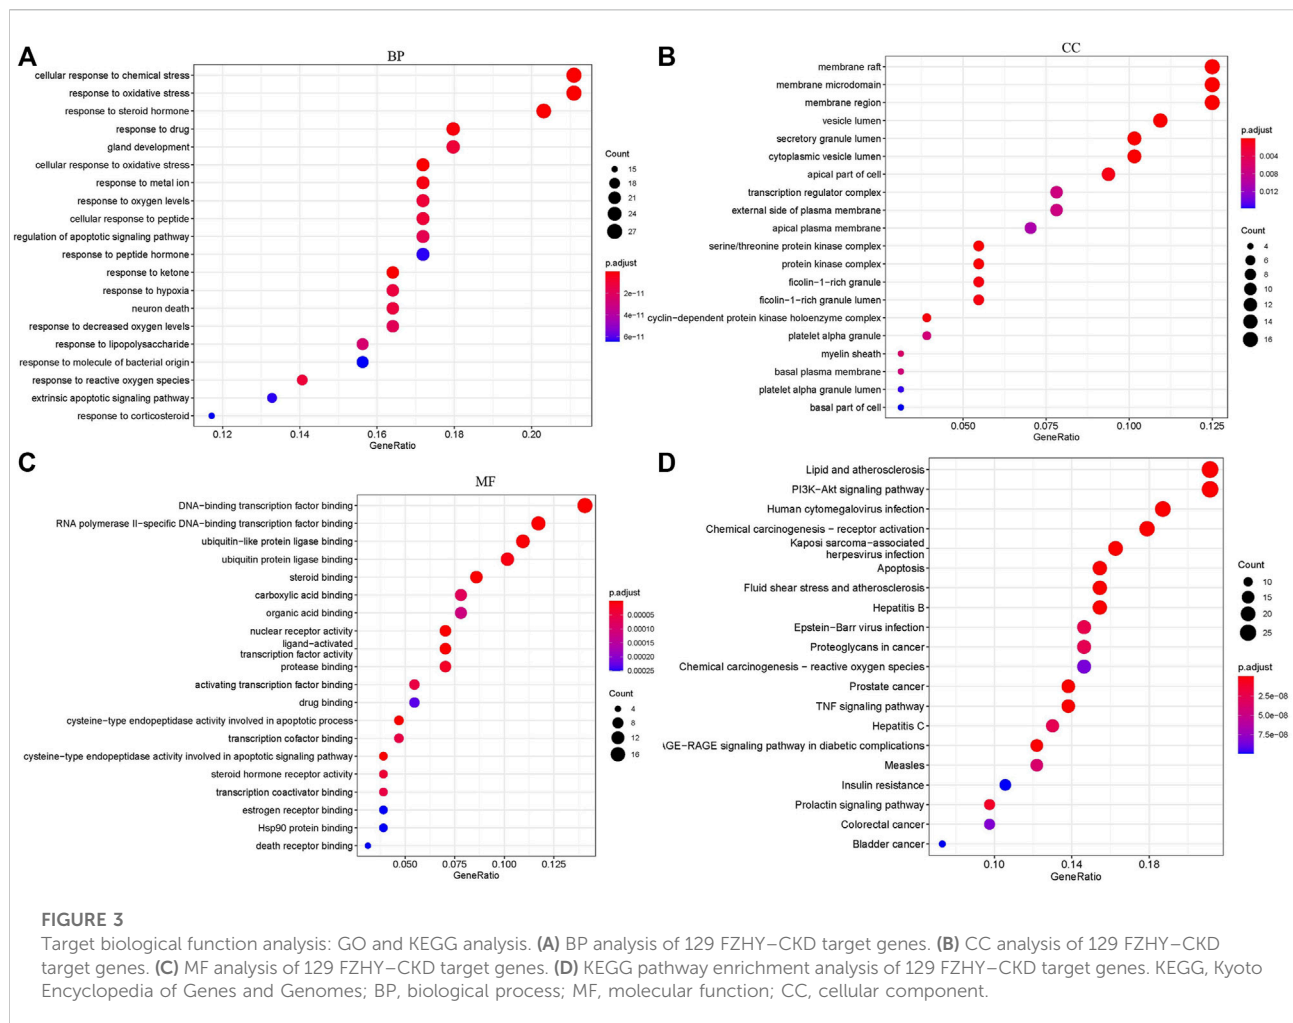 A
BP
cellular response to chemical stress
response to oxidative stress
response to steroid hormone
response to drug
gland development
cellular response to oxidative stress
response to metal ion
response to oxygen levels
cellular response to peptide
regulation of apoptotic signaling pathway
response to peptide hormone
response to ketone
response to hypoxia
neuron death
response to decreased oxygen levels
response to lipopolysaccharide
response to molecule of bacterial origin
response to reactive oxygen species
extrinsic apoptotic signaling pathway
response to corticosteroid
0.12 0.14 0.16 0.18 0.20
GeneRatio
Count
15
18
21
24
27
p.adjust
2e−11
4e−11
6e−11
B
CC
membrane raft
membrane microdomain
membrane region
vesicle lumen
secretory granule lumen
cytoplasmic vesicle lumen
apical part of cell
transcription regulator complex
external side of plasma membrane
apical plasma membrane
serine/threonine protein kinase complex
protein kinase complex
ficolin−1−rich granule
ficolin−1−rich granule lumen
cyclin−dependent protein kinase holoenzyme complex
platelet alpha granule
myelin sheath
basal plasma membrane
platelet alpha granule lumen
basal part of cell
0.050 0.075 0.100 0.125
GeneRatio
p.adjust
0.004
0.008
0.012
Count
4
6
8
10
12
14
16
C
MF
DNA−binding transcription factor binding
RNA polymerase II−specific DNA−binding transcription factor binding
ubiquitin−like protein ligase binding
ubiquitin protein ligase binding
steroid binding
carboxylic acid binding
organic acid binding
nuclear receptor activity
ligand−activated
transcription factor activity
protease binding
activating transcription factor binding
drug binding
cysteine−type endopeptidase activity involved in apoptotic process
transcription cofactor binding
cysteine−type endopeptidase activity involved in apoptotic signaling pathway
steroid hormone receptor activity
transcription coactivator binding
estrogen receptor binding
Hsp90 protein binding
death receptor binding
0.050 0.075 0.100 0.125
GeneRatio
p.adjust
0.00005
0.00010
0.00015
0.00020
0.00025
Count
4
8
12
16
D
Lipid and atherosclerosis
PI3K−Akt signaling pathway
Human cytomegalovirus infection
Chemical carcinogenesis − receptor activation
Kaposi sarcoma−associated
herpesvirus infection
Apoptosis
Fluid shear stress and atherosclerosis
Hepatitis B
Epstein−Barr virus infection
Proteoglycans in cancer
Chemical carcinogenesis − reactive oxygen species
Prostate cancer
TNF signaling pathway
Hepatitis C
GE−RAGE signaling pathway in diabetic complications
Measles
Insulin resistance
Prolactin signaling pathway
Colorectal cancer
Bladder cancer
0.10 0.14 0.18
GeneRatio
Count
10
15
20
25
p.adjust
2.5e−08
5.0e−08
7.5e−08
FIGURE 3
Target biological function analysis: GO and KEGG analysis. (A) BP analysis of 129 FZHY–CKD target genes. (B) CC analysis of 129 FZHY–CKD
target genes. (C) MF analysis of 129 FZHY–CKD target genes. (D) KEGG pathway enrichment analysis of 129 FZHY–CKD target genes. KEGG, Kyoto
Encyclopedia of Genes and Genomes; BP, biological process; MF, molecular function; CC, cellular component.